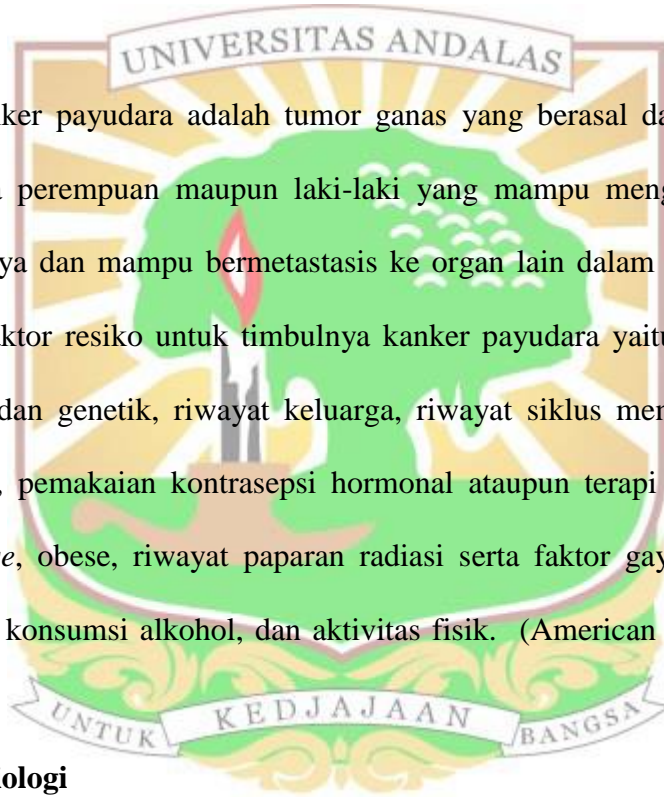 UNIVERSITAS ANDALAS
ker payudara adalah tumor ganas yang berasal da
perempuan maupun laki-laki yang mampu meng
ya dan mampu bermetastasis ke organ lain dalam
ktor resiko untuk timbulnya kanker payudara yaitu
dan genetik, riwayat keluarga, riwayat siklus men
, pemakaian kontrasepsi hormonal ataupun terapi
e, obese, riwayat paparan radiasi serta faktor gay
konsumsi alkohol, dan aktivitas fisik. (American
UNTUK KEDJAJAAN BANGSA
ologi